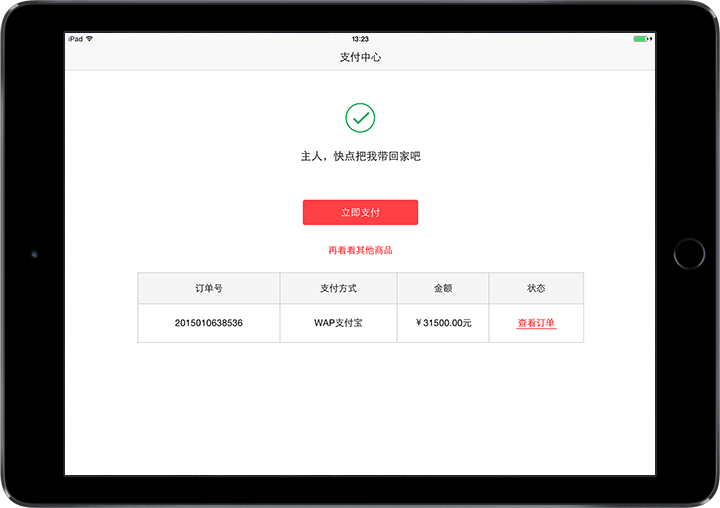 iPad
13:23
支付中心
主人，快点把我带回家吧
立即支付
再看看其他商品
订单号 支付方式 金额 状态
2015010638536 WAP支付宝 ￥31500.00元 查看订单